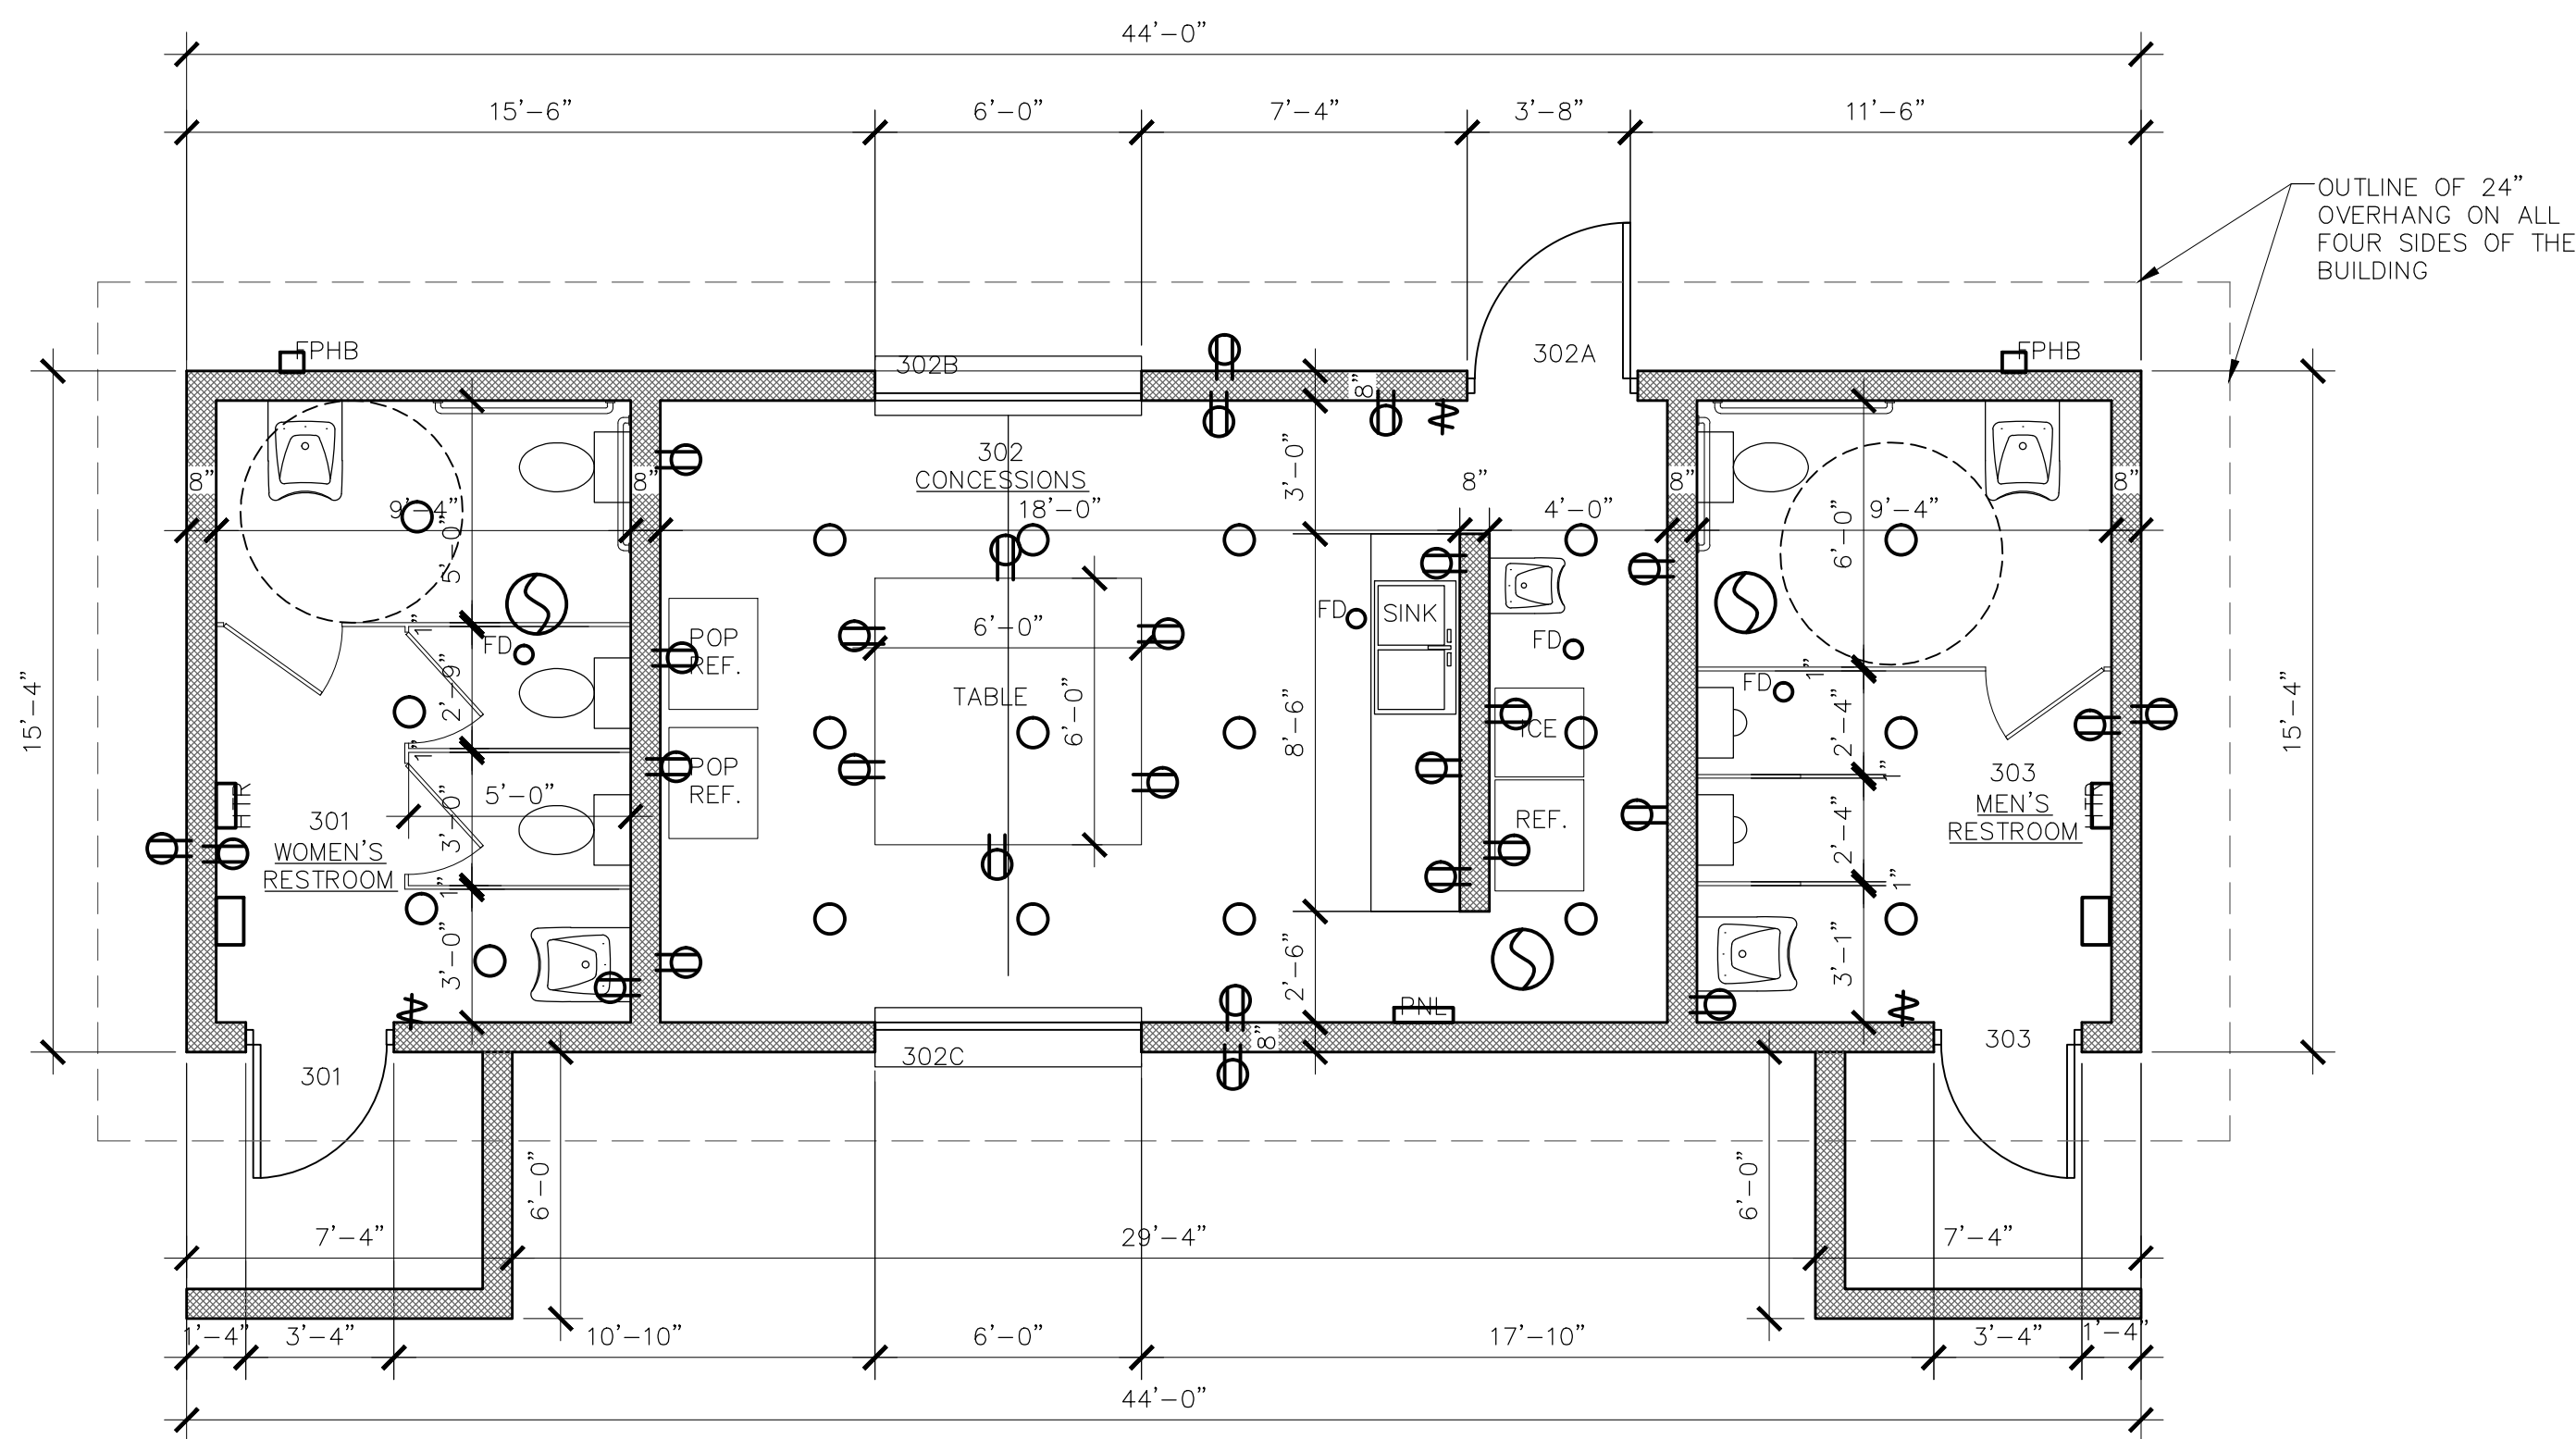 44'-0"
15'-6" 6'-0" 7'-4" 3'-8" 11'-6"
OUTLINE OF 24"
OVERHANG ON ALL
FOUR SIDES OF THE
BUILDING
FPHB 302B 302A FPHB
8"
302
CONCESSIONS
3'-0"
8" 8" 8" 8" 8"
9'-4" 18'-0" 4'-0" 9'-4"
5'-0" 6'-0"
FD SINK
6'-0"
1" FD FD
POP
REF.
POP
REF.
TABLE
6'-0"
2'-9"
1"
1" FD
15'-4" 8'-6" ICE 2'-4" 15'-4"
1"
HTR 5'-0" 3'-0"
REF. 2'-4" HTR
301
WOMEN'S
RESTROOM
303
MEN'S
RESTROOM
1" 1"
3'-0" 2'-6" 3'-1"
PNL
8"
301 302C 303
6'-0" 6'-0"
7'-4" 29'-4" 7'-4"
1'-4" 3'-4" 10'-10" 6'-0" 17'-10" 3'-4" 1'-4"
44'-0"